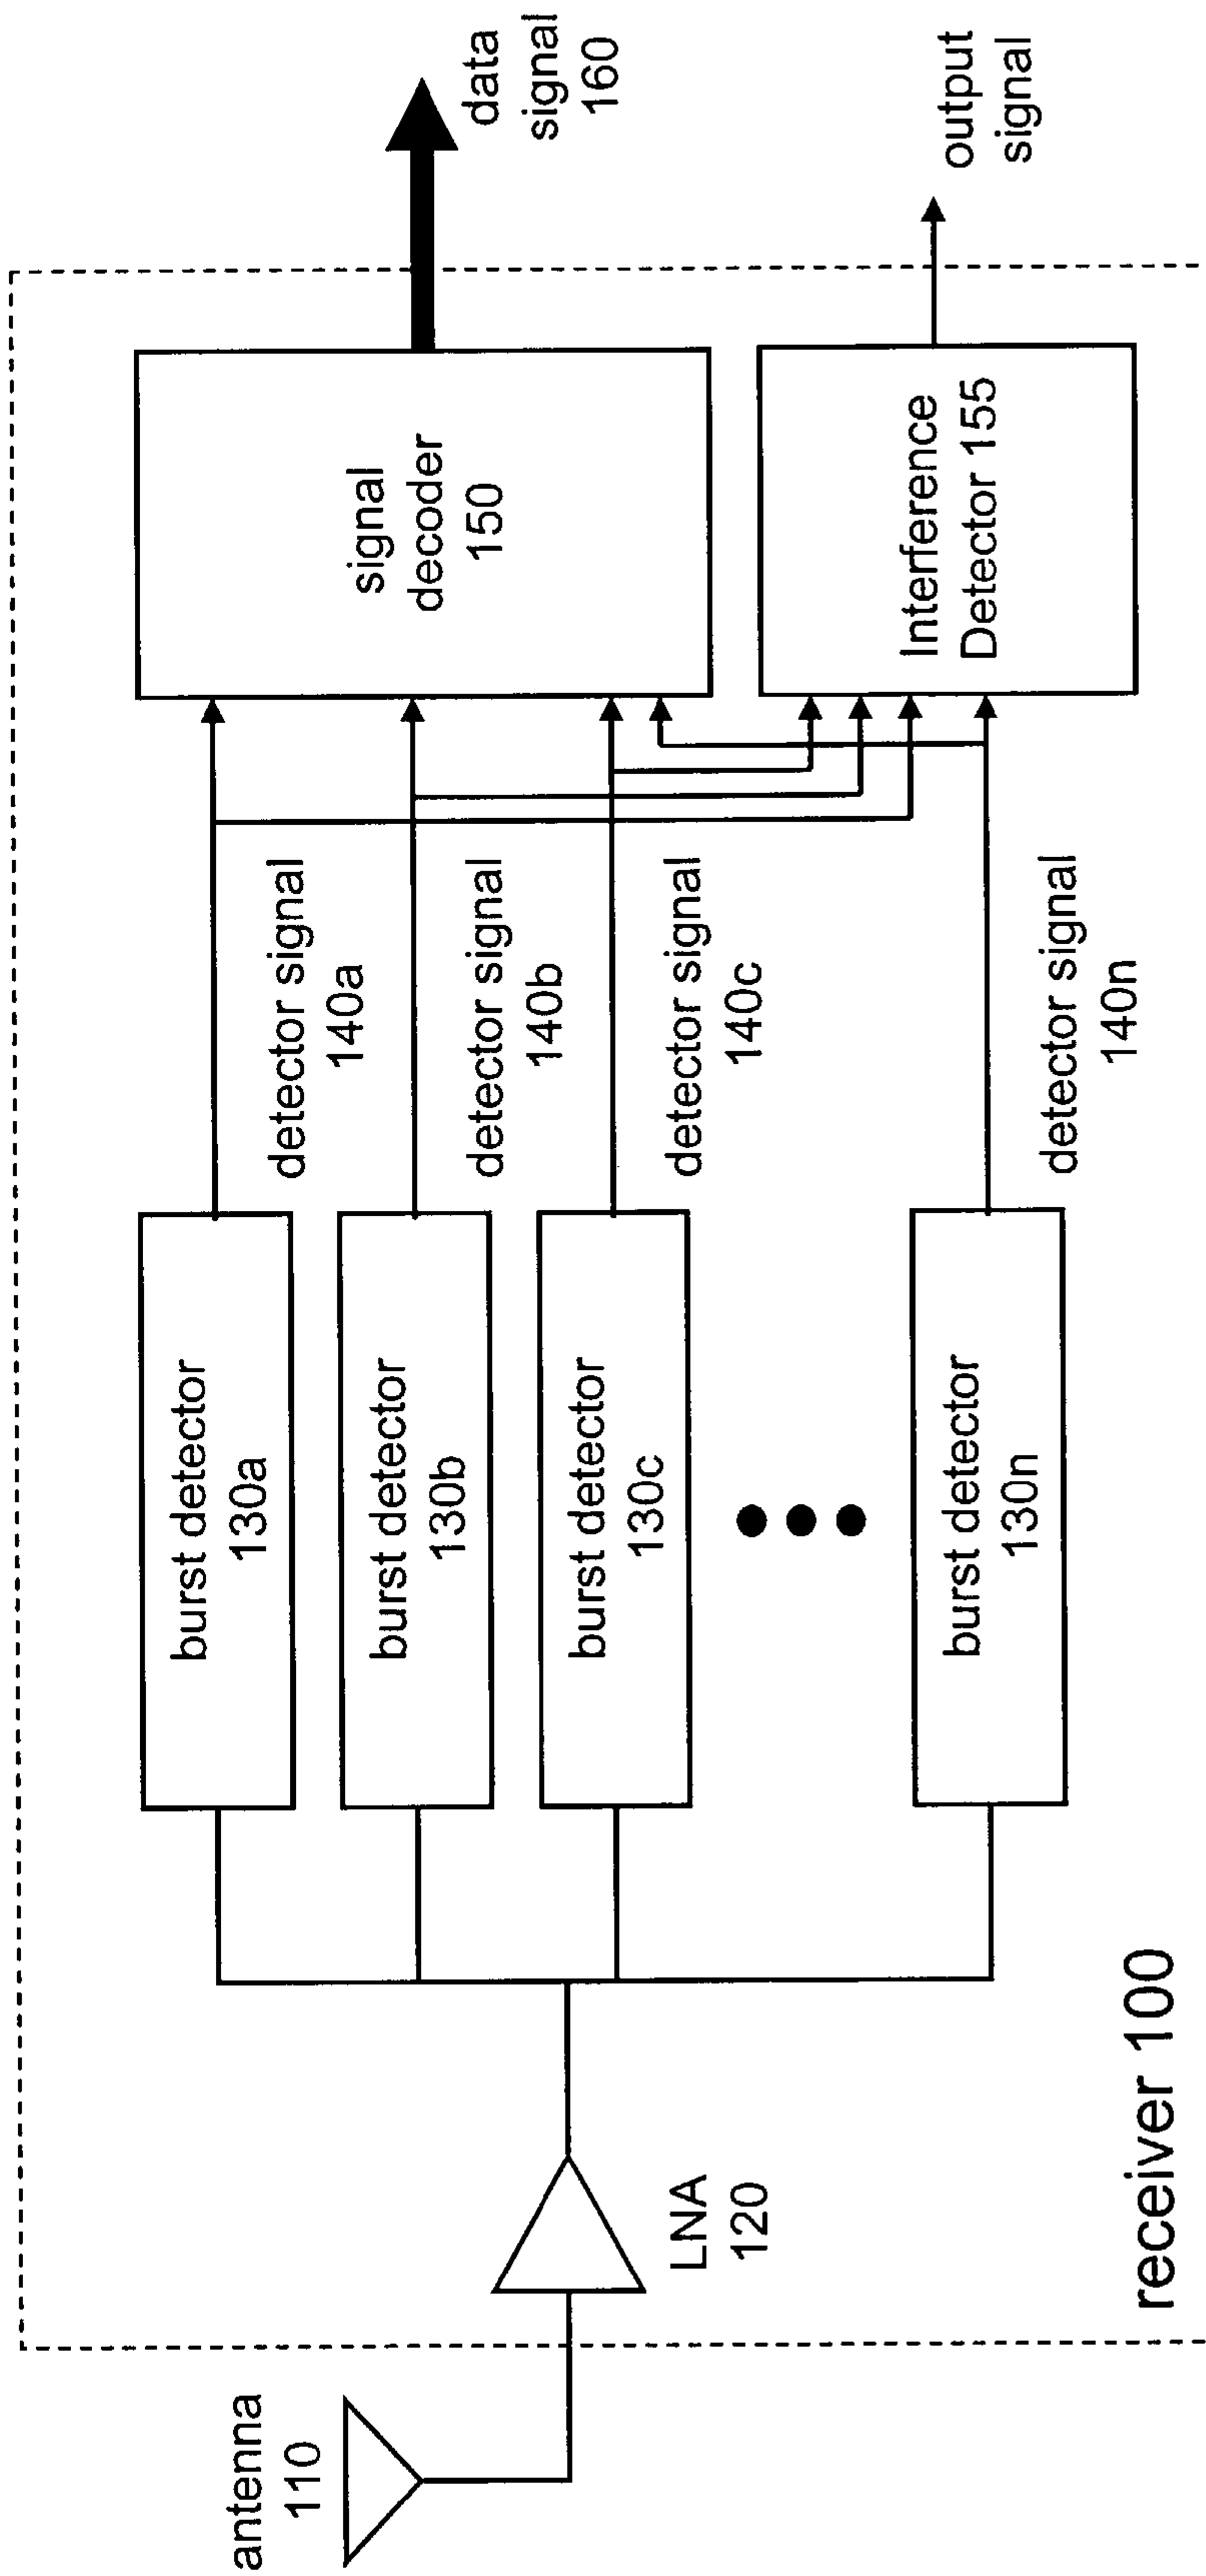 antenna
110
LNA
120
burst detector
130a
burst detector
130b
burst detector
130c
burst detector
130n
detector signal
140a
detector signal
140b
detector signal
140c
detector signal
140n
signal
decoder
150
Interference
Detector 155
data
signal
160
output
signal
receiver 100